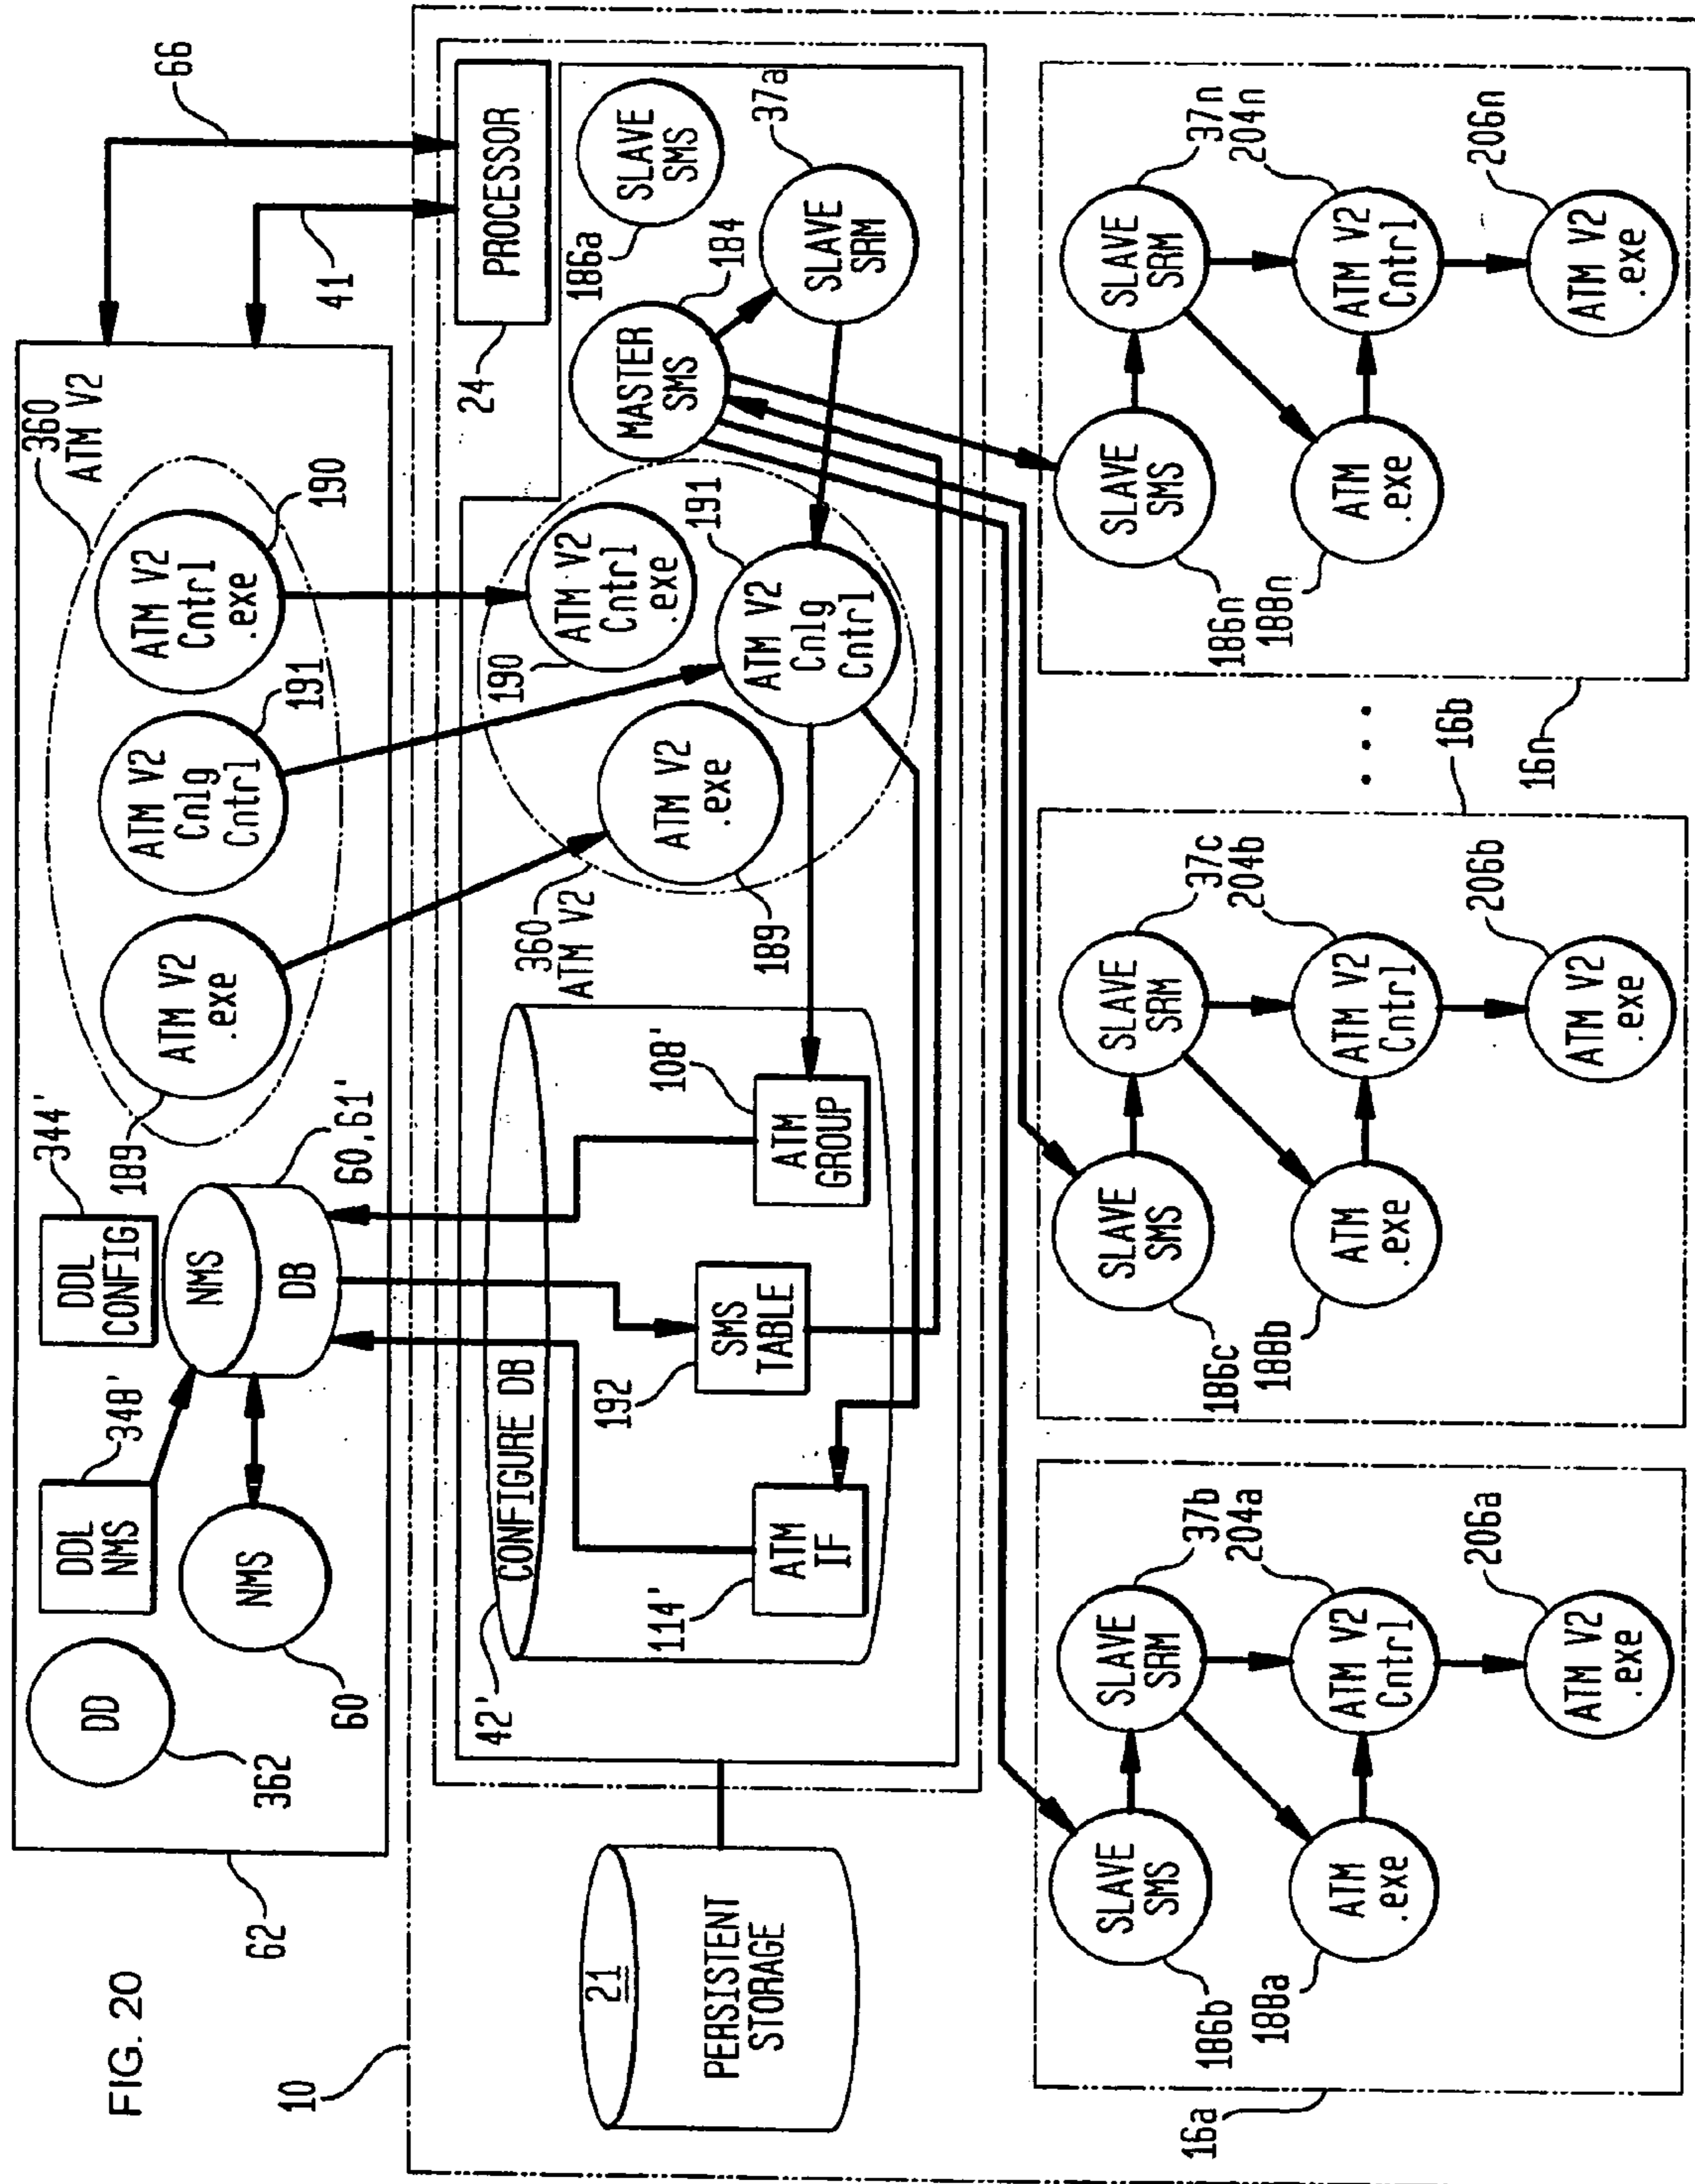 FIG. 20
10
62
DD
362
DDL
NMS
348'
NMS
60
DDL
CONFIG
344'
NMS
DB
60,61'
189
ATM V2
.exe
ATM V2
Cnlg
Cntrl
191
ATM V2
Cntrl
.exe
190
360
ATM V2
41
66
21
PERSISTENT
STORAGE
42'
CONFIGURE DB
ATM
IF
114'
SMS
TABLE
192
ATM
GROUP
108'
360
ATM V2
ATM V2
.exe
189
ATM V2
Cntrl
.exe
190
ATM V2
Cnlg
Cntrl
191
24
PROCESSOR
MASTER
SMS
184
186a
SLAVE
SMS
SLAVE
SRM
37a
16a
SLAVE
SMS
186b
SLAVE
SRM
37b
ATM
.exe
188a
ATM V2
Cntrl
204a
ATM V2
.exe
206a
16b
SLAVE
SMS
186c
SLAVE
SRM
37c
ATM
.exe
188b
ATM V2
Cntrl
204b
ATM V2
.exe
206b
16n
SLAVE
SMS
186n
SLAVE
SRM
37n
ATM
.exe
188n
ATM V2
Cntrl
204n
ATM V2
.exe
206n